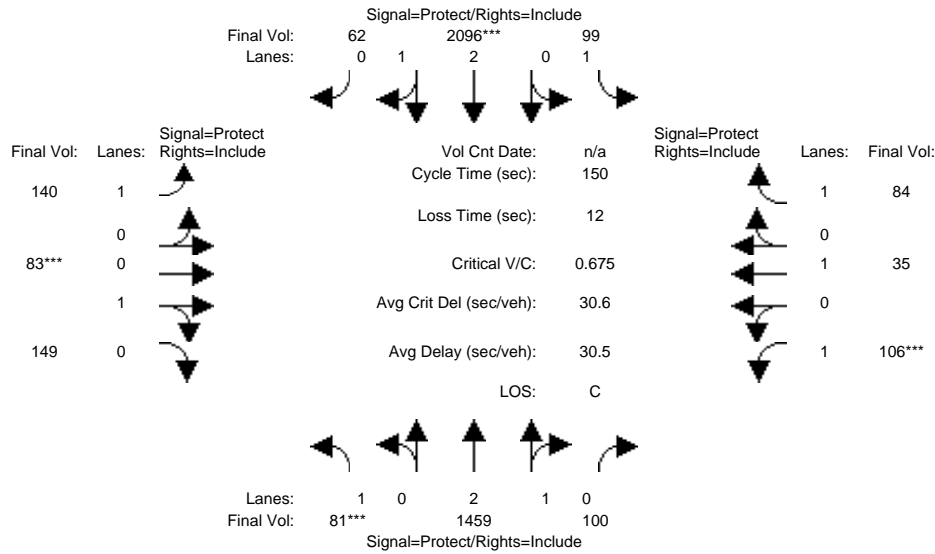 Signal=Protect/Rights=Include
Final Vol: 62 2096*** 99
Lanes: 0 1 2 0 1
Signal=Protect
Final Vol: Lanes: Rights=Include
Vol Cnt Date: n/a
Signal=Protect
Rights=Include Lanes: Final Vol:
Cycle Time (sec): 150
140 1
1 84
Loss Time (sec): 12
0
0
83*** 0
Critical V/C: 0.675
1 35
1
Avg Crit Del (sec/veh): 30.6
0
149 0
Avg Delay (sec/veh): 30.5
1 106***
LOS: C
Lanes: 1 0 2 1 0
Final Vol: 81*** 1459 100
Signal=Protect/Rights=Include